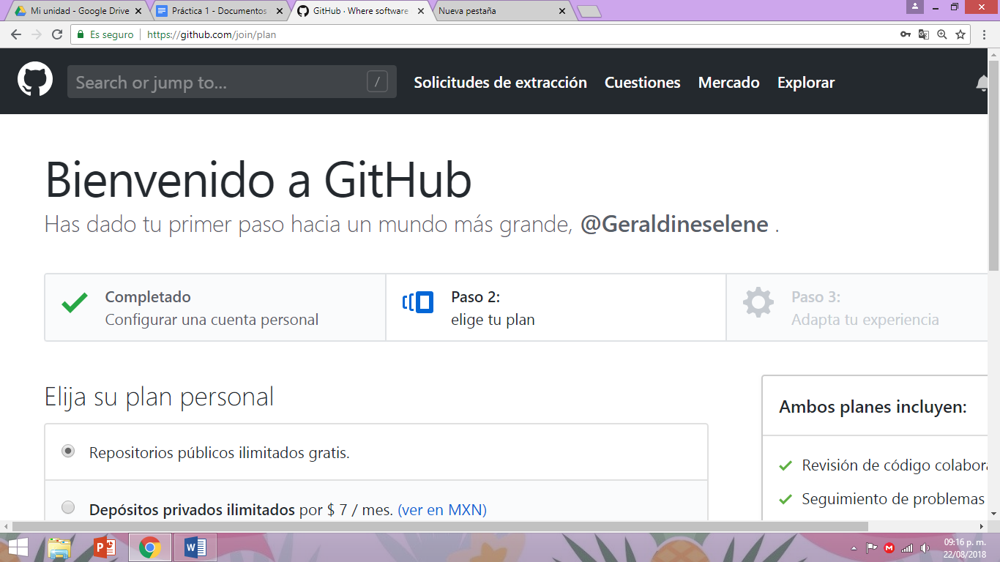 Mi unidad - Google Drive
Práctica 1 - Documentos
GitHub · Where software
Nueva pestaña
Es seguro
https://github.com/join/plan
Search or jump to...
/
Solicitudes de extracción
Cuestiones
Mercado
Explorar
Bienvenido a GitHub
Has dado tu primer paso hacia un mundo más grande, @Geraldineselene .
Completado
Configurar una cuenta personal
Paso 2:
elige tu plan
Paso 3:
Adapta tu experiencia
Elija su plan personal
Repositorios públicos ilimitados gratis.
Depósitos privados ilimitados por $ 7 / mes. (ver en MXN)
Ambos planes incluyen:
Revisión de código colabora
Seguimiento de problemas
09:16 p. m.
22/08/2018